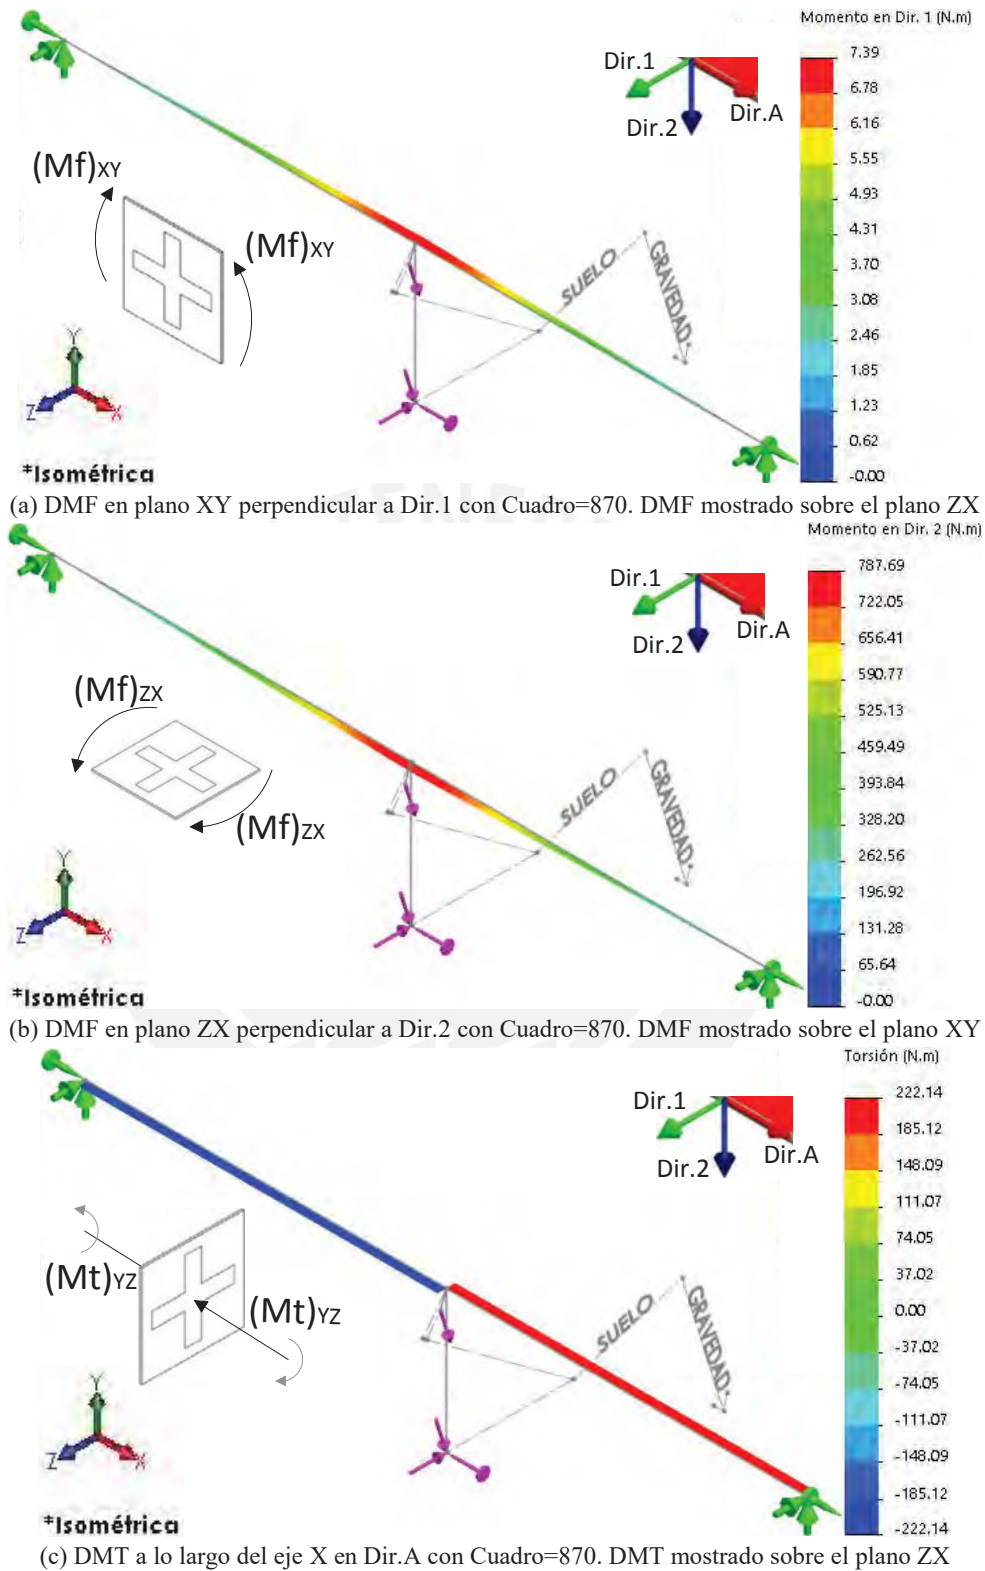 Momento en Dir. 1 (N.m)
7.39
6.78
6.16
5.55
4.93
4.31
3.70
3.08
2.46
1.85
1.23
0.62
-0.00
Dir.1
Dir.2
Dir.A
(Mf)XY
(Mf)XY
SUELO
GRAVEDAD
Y
Z
X
*Isométrica
(a) DMF en plano XY perpendicular a Dir.1 con Cuadro=870. DMF mostrado sobre el plano ZX
Momento en Dir. 2 (N.m)
787.69
722.05
656.41
590.77
525.13
459.49
393.84
328.20
262.56
196.92
131.28
65.64
-0.00
Dir.1
Dir.2
Dir.A
(Mf)ZX
(Mf)ZX
SUELO
GRAVEDAD
Y
Z
X
*Isométrica
(b) DMF en plano ZX perpendicular a Dir.2 con Cuadro=870. DMF mostrado sobre el plano XY
Torsión (N.m)
222.14
185.12
148.09
111.07
74.05
37.02
0.00
-37.02
-74.05
-111.07
-148.09
-185.12
-222.14
Dir.1
Dir.2
Dir.A
(Mt)YZ
(Mt)YZ
SUELO
GRAVEDAD
Y
Z
X
*Isométrica
(c) DMT a lo largo del eje X en Dir.A con Cuadro=870. DMT mostrado sobre el plano ZX